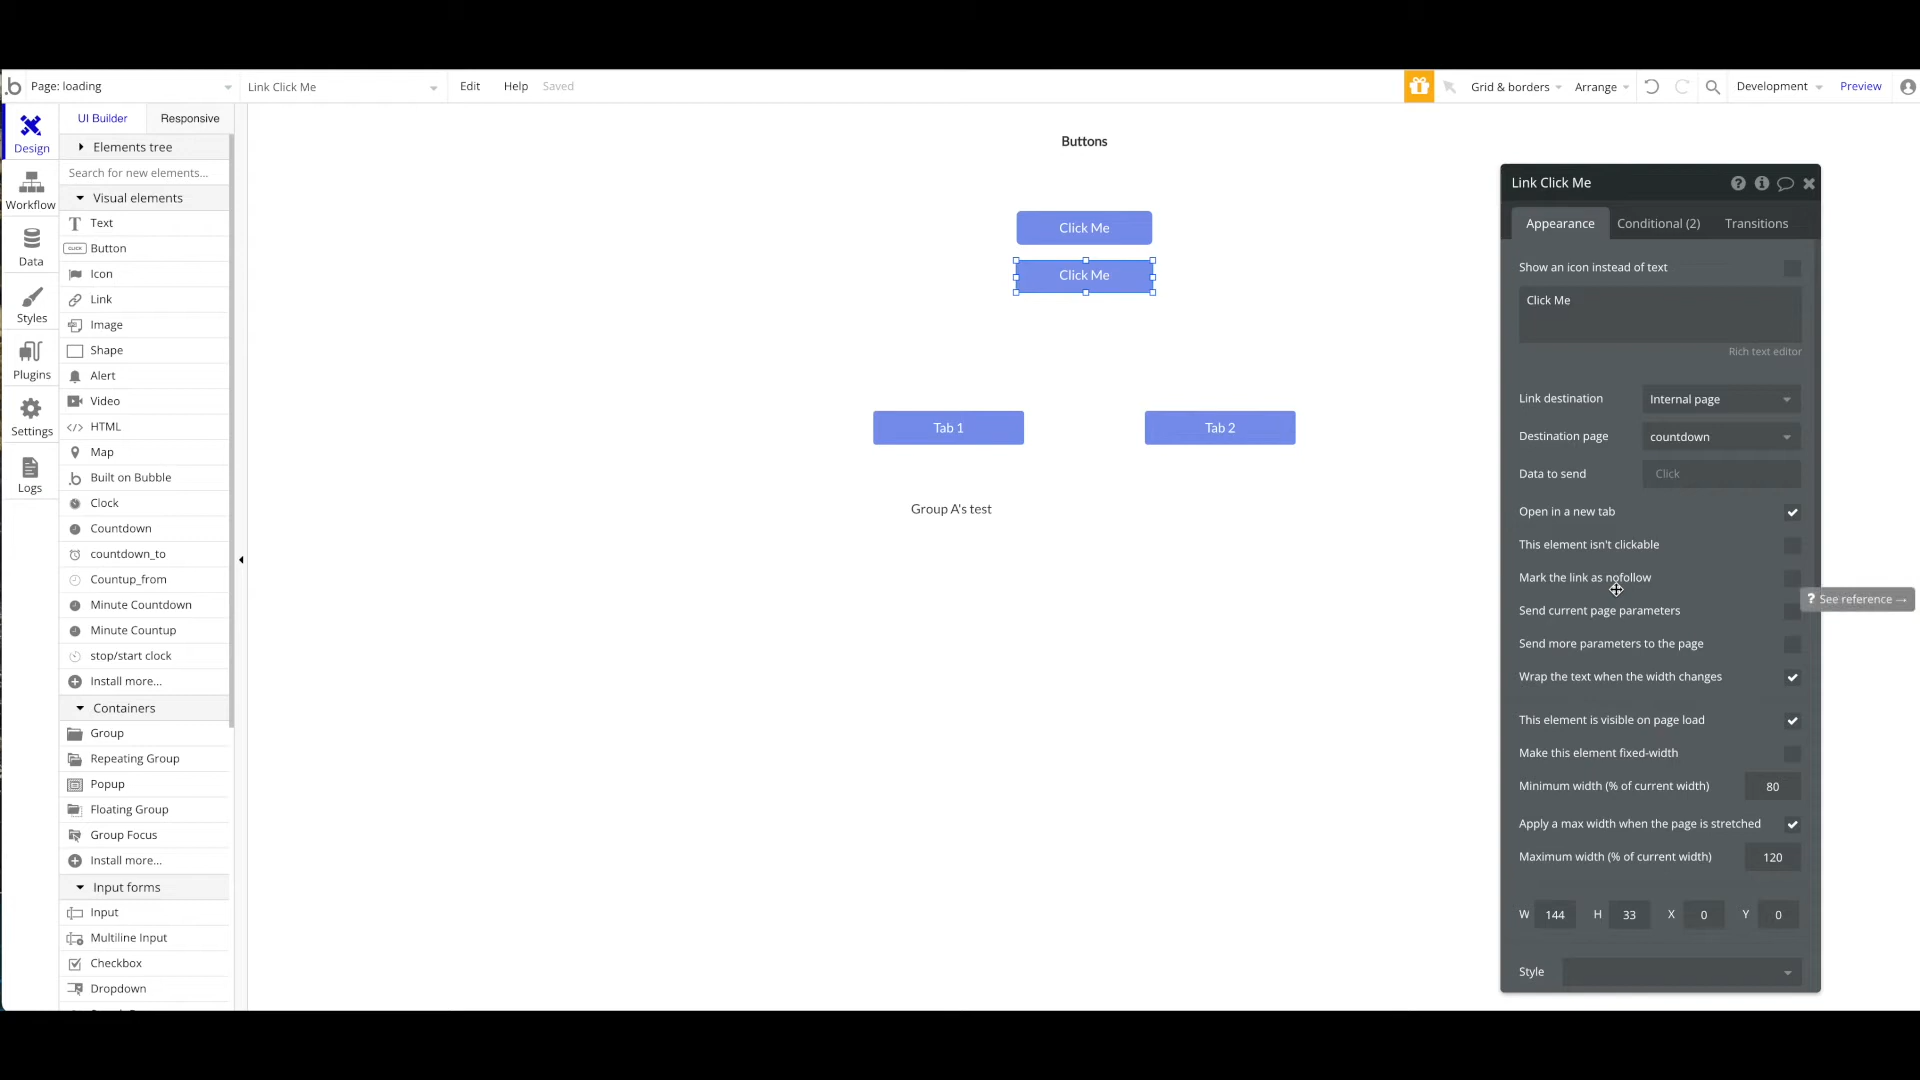 Page: loading
Link Click Me
Edit
Help
Saved
Grid & borders
Arrange
Development
Preview
Design
Workflow
Data
Styles
Plugins
Settings
Logs
UI Builder
Responsive
Elements tree
Search for new elements...
Visual elements
Text
CLICK Button
Icon
Link
Image
Shape
Alert
Video
HTML
Map
Built on Bubble
Clock
Countdown
countdown_to
Countup_from
Minute Countdown
Minute Countup
stop/start clock
Install more...
Containers
Group
Repeating Group
Popup
Floating Group
Group Focus
Install more...
Input forms
Input
Multiline Input
Checkbox
Dropdown
Buttons
Click Me
Click Me
Tab 1
Tab 2
Group A's test
Link Click Me
Appearance
Conditional (2)
Transitions
Show an icon instead of text
Click Me
Rich text editor
Link destination
Internal page
Destination page
countdown
Data to send
Click
Open in a new tab
This element isn't clickable
Mark the link as nofollow
? See reference →
Send current page parameters
Send more parameters to the page
Wrap the text when the width changes
This element is visible on page load
Make this element fixed-width
Minimum width (% of current width)
80
Apply a max width when the page is stretched
Maximum width (% of current width)
120
W 144 H 33 X 0 Y 0
Style